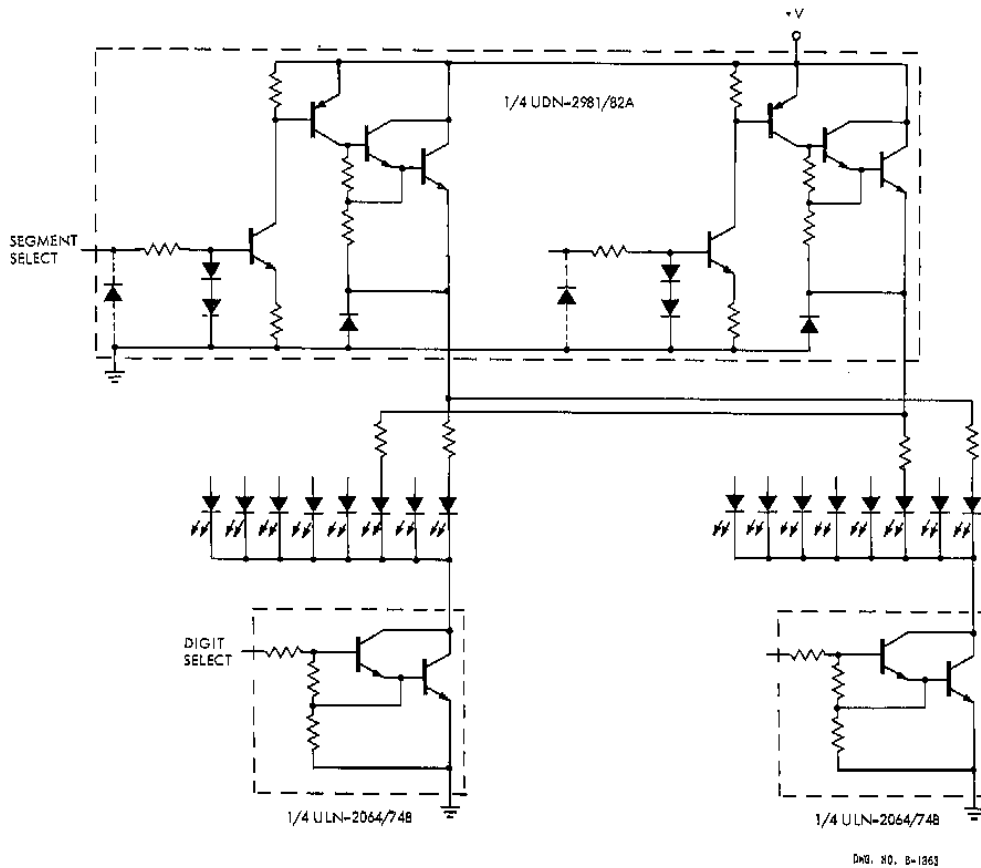 +V
1/4 UDN-2981/82A
SEGMENT
SELECT
DIGIT
SELECT
1/4 ULN-2064/74B
1/4 ULN-2064/74B
DWG. NO. B-1363